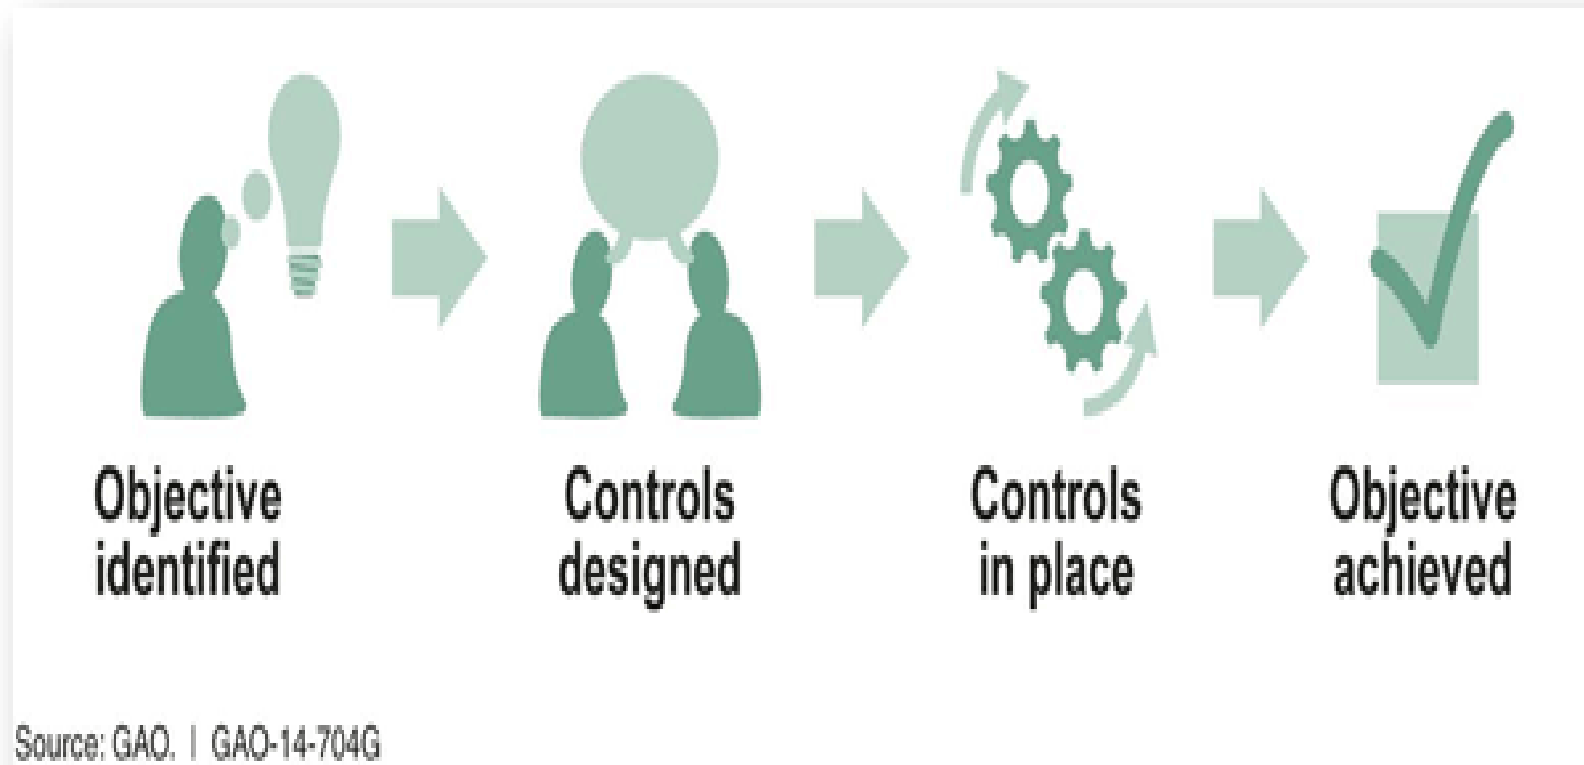 Objective
identified
Controls
designed
Controls
in place
Objective
achieved
Source: GAO. | GAO-14-704G